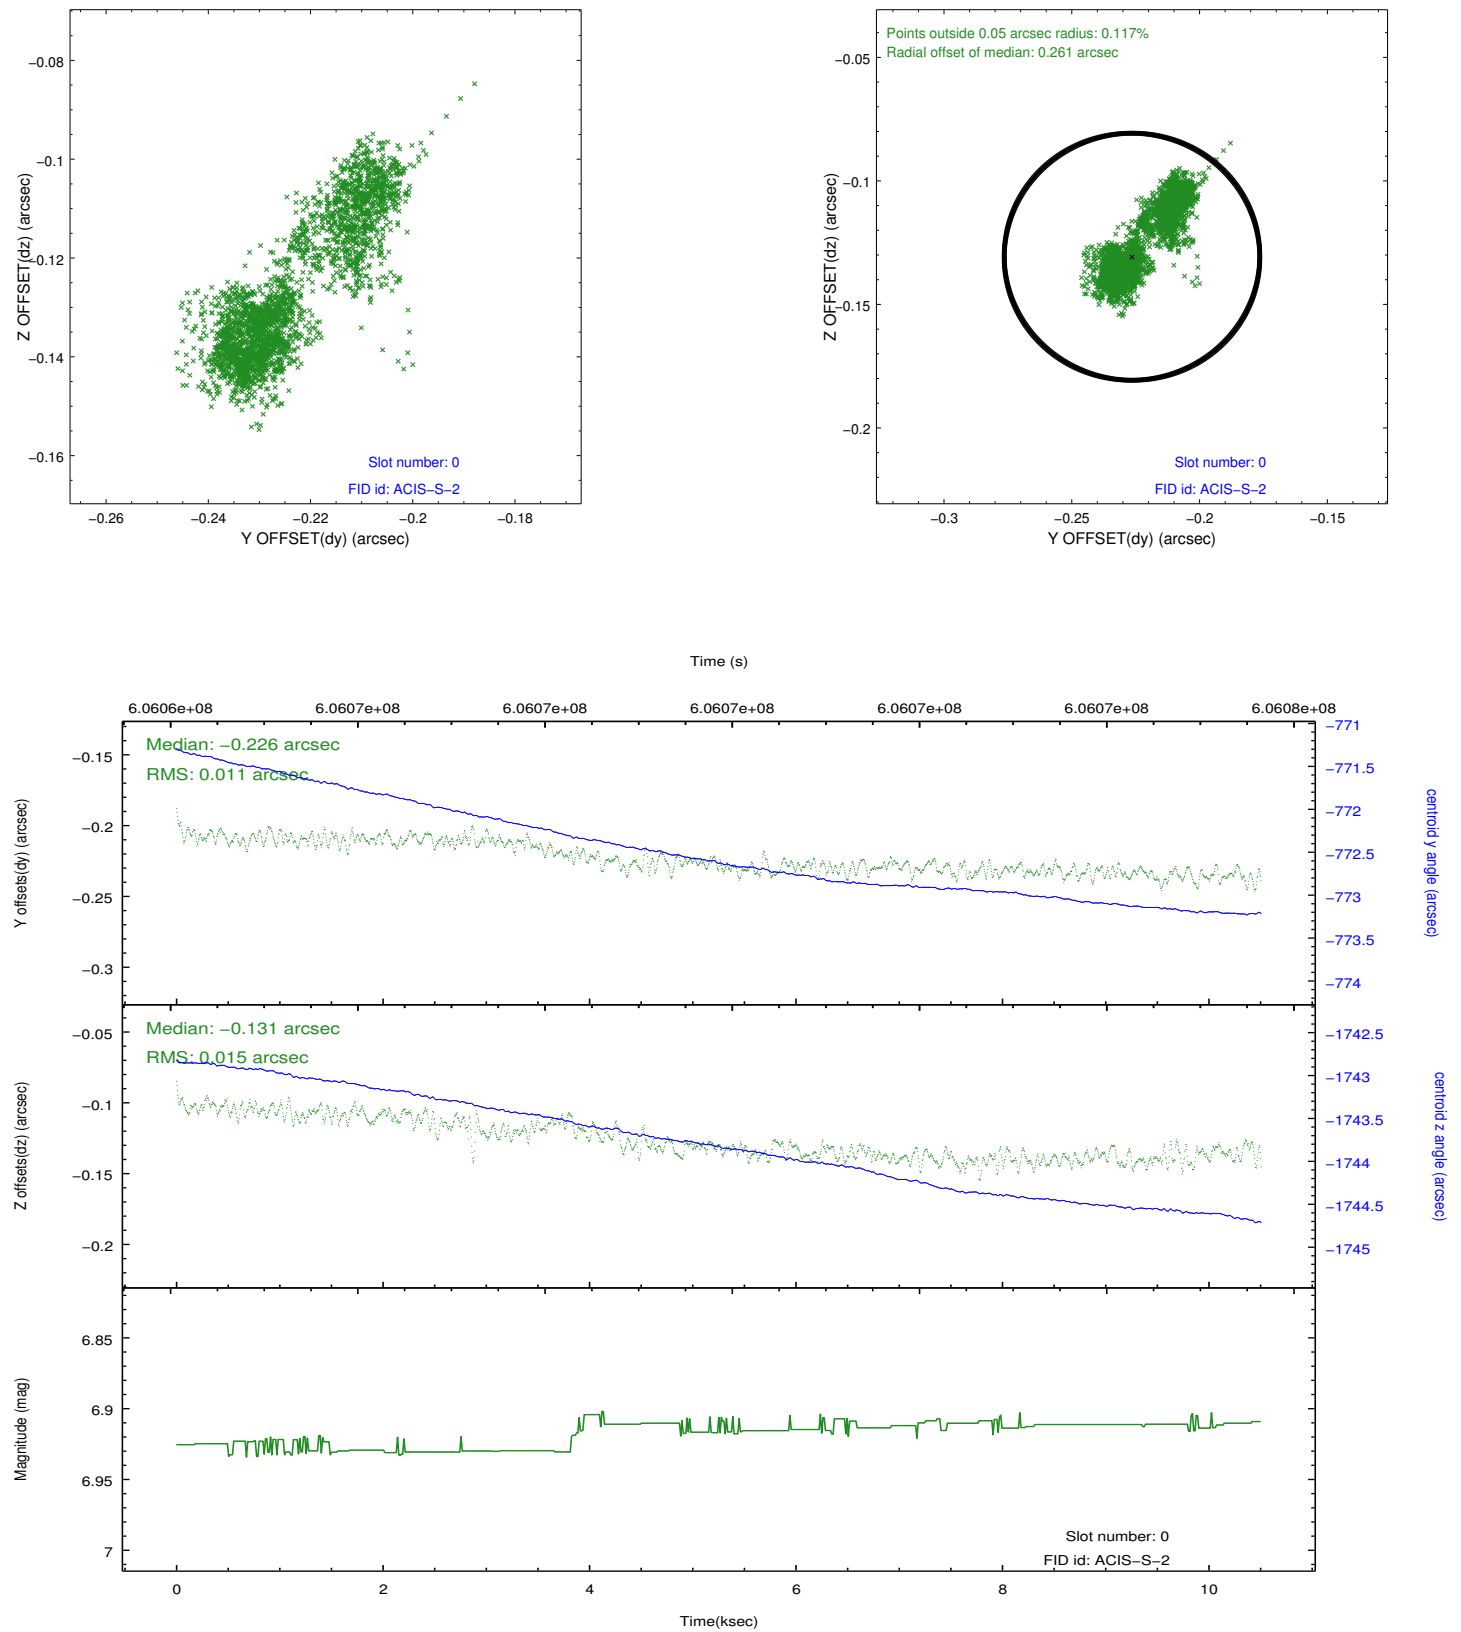 −0.08
−0.1
−0.12
−0.14
−0.16
Z OFFSET(dz) (arcsec)
Slot number: 0
FID id: ACIS−S−2
−0.26
−0.24
−0.22
−0.2
−0.18
Y OFFSET(dy) (arcsec)
Points outside 0.05 arcsec radius: 0.117%
Radial offset of median: 0.261 arcsec
−0.05
−0.1
−0.15
−0.2
Z OFFSET(dz) (arcsec)
Slot number: 0
FID id: ACIS−S−2
−0.3
−0.25
−0.2
−0.15
Y OFFSET(dy) (arcsec)
Time (s)
6.0606e+08
6.0607e+08
6.0607e+08
6.0607e+08
6.0607e+08
6.0607e+08
6.0608e+08
Median: −0.226 arcsec
RMS: 0.011 arcsec
−0.15
−0.2
−0.25
−0.3
Y offsets(dy) (arcsec)
−771
−771.5
−772
−772.5
−773
−773.5
−774
centroid y angle (arcsec)
Median: −0.131 arcsec
RMS: 0.015 arcsec
−0.05
−0.1
−0.15
−0.2
Z offsets(dz) (arcsec)
−1742.5
−1743
−1743.5
−1744
−1744.5
−1745
centroid z angle (arcsec)
6.85
6.9
6.95
7
Magnitude (mag)
Slot number: 0
FID id: ACIS−S−2
0
2
4
6
8
10
Time(ksec)